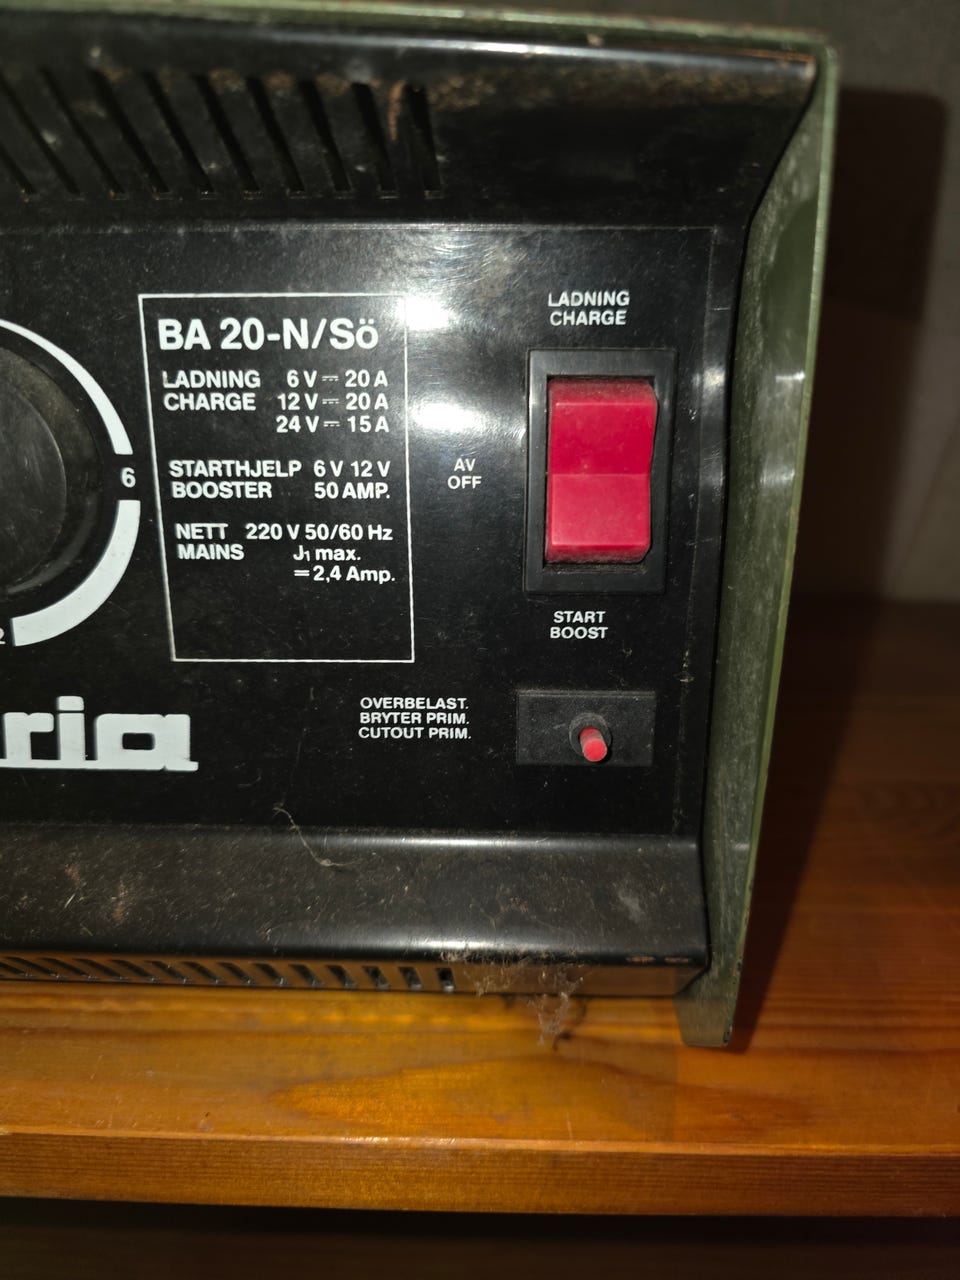 LADNING
CHARGE
BA 20-N/Sö
LADNING 6 V ⎓ 20 A
CHARGE 12 V ⎓ 20 A
24 V ⎓ 15 A
STARTHJELP 6 V 12 V
BOOSTER 50 AMP.
NETT 220 V 50/60 Hz
MAINS J1 max.
= 2,4 Amp.
AV
OFF
6
2
START
BOOST
OVERBELAST.
BRYTER PRIM.
CUTOUT PRIM.
ria